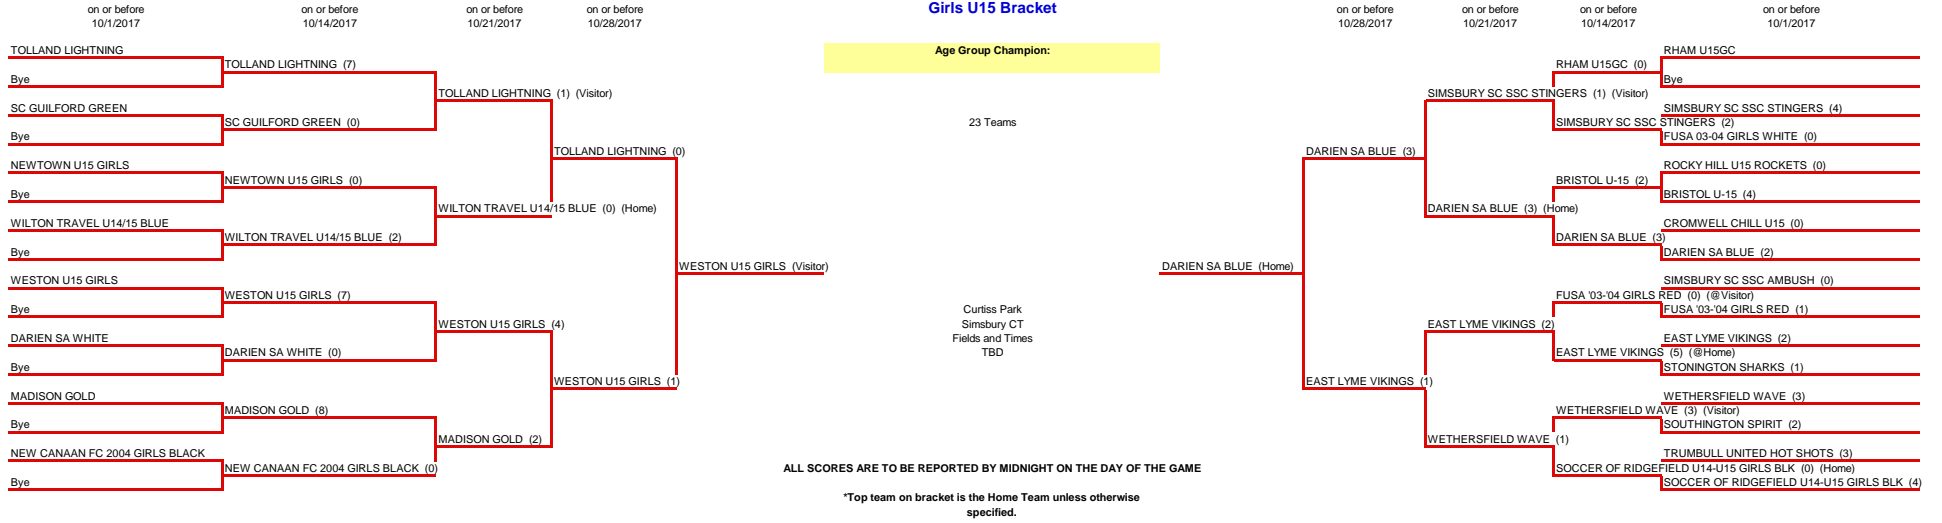 Girls U15 Bracket
on or before
10/1/2017
on or before
10/14/2017
on or before
10/21/2017
on or before
10/28/2017
on or before
10/28/2017
on or before
10/21/2017
on or before
10/14/2017
on or before
10/1/2017
TOLLAND LIGHTNING
Bye
SC GUILFORD GREEN
Bye
NEWTOWN U15 GIRLS
Bye
WILTON TRAVEL U14/15 BLUE
Bye
WESTON U15 GIRLS
Bye
DARIEN SA WHITE
Bye
MADISON GOLD
Bye
NEW CANAAN FC 2004 GIRLS BLACK
Bye
TOLLAND LIGHTNING (7)
SC GUILFORD GREEN (0)
NEWTOWN U15 GIRLS (0)
WILTON TRAVEL U14/15 BLUE (2)
WESTON U15 GIRLS (7)
DARIEN SA WHITE (0)
MADISON GOLD (8)
NEW CANAAN FC 2004 GIRLS BLACK (0)
TOLLAND LIGHTNING (1) (Visitor)
WILTON TRAVEL U14/15 BLUE (0) (Home)
WESTON U15 GIRLS (4)
MADISON GOLD (2)
TOLLAND LIGHTNING (0)
WESTON U15 GIRLS (1)
WESTON U15 GIRLS (Visitor)
Age Group Champion:
23 Teams
Curtiss Park
Simsbury CT
Fields and Times
TBD
ALL SCORES ARE TO BE REPORTED BY MIDNIGHT ON THE DAY OF THE GAME
*Top team on bracket is the Home Team unless otherwise
specified.
DARIEN SA BLUE (Home)
DARIEN SA BLUE (3)
EAST LYME VIKINGS (1)
SIMSBURY SC SSC STINGERS (1) (Visitor)
DARIEN SA BLUE (3) (Home)
EAST LYME VIKINGS (2)
WETHERSFIELD WAVE (1)
RHAM U15GC (0)
SIMSBURY SC SSC STINGERS (2)
BRISTOL U-15 (2)
DARIEN SA BLUE (3)
FUSA '03-'04 GIRLS RED (0) (@Visitor)
EAST LYME VIKINGS (5) (@Home)
WETHERSFIELD WAVE (3) (Visitor)
SOCCER OF RIDGEFIELD U14-U15 GIRLS BLK (0) (Home)
RHAM U15GC
Bye
SIMSBURY SC SSC STINGERS (4)
FUSA 03-04 GIRLS WHITE (0)
ROCKY HILL U15 ROCKETS (0)
BRISTOL U-15 (4)
CROMWELL CHILL U15 (0)
DARIEN SA BLUE (2)
SIMSBURY SC SSC AMBUSH (0)
FUSA '03-'04 GIRLS RED (1)
EAST LYME VIKINGS (2)
STONINGTON SHARKS (1)
WETHERSFIELD WAVE (3)
SOUTHINGTON SPIRIT (2)
TRUMBULL UNITED HOT SHOTS (3)
SOCCER OF RIDGEFIELD U14-U15 GIRLS BLK (4)